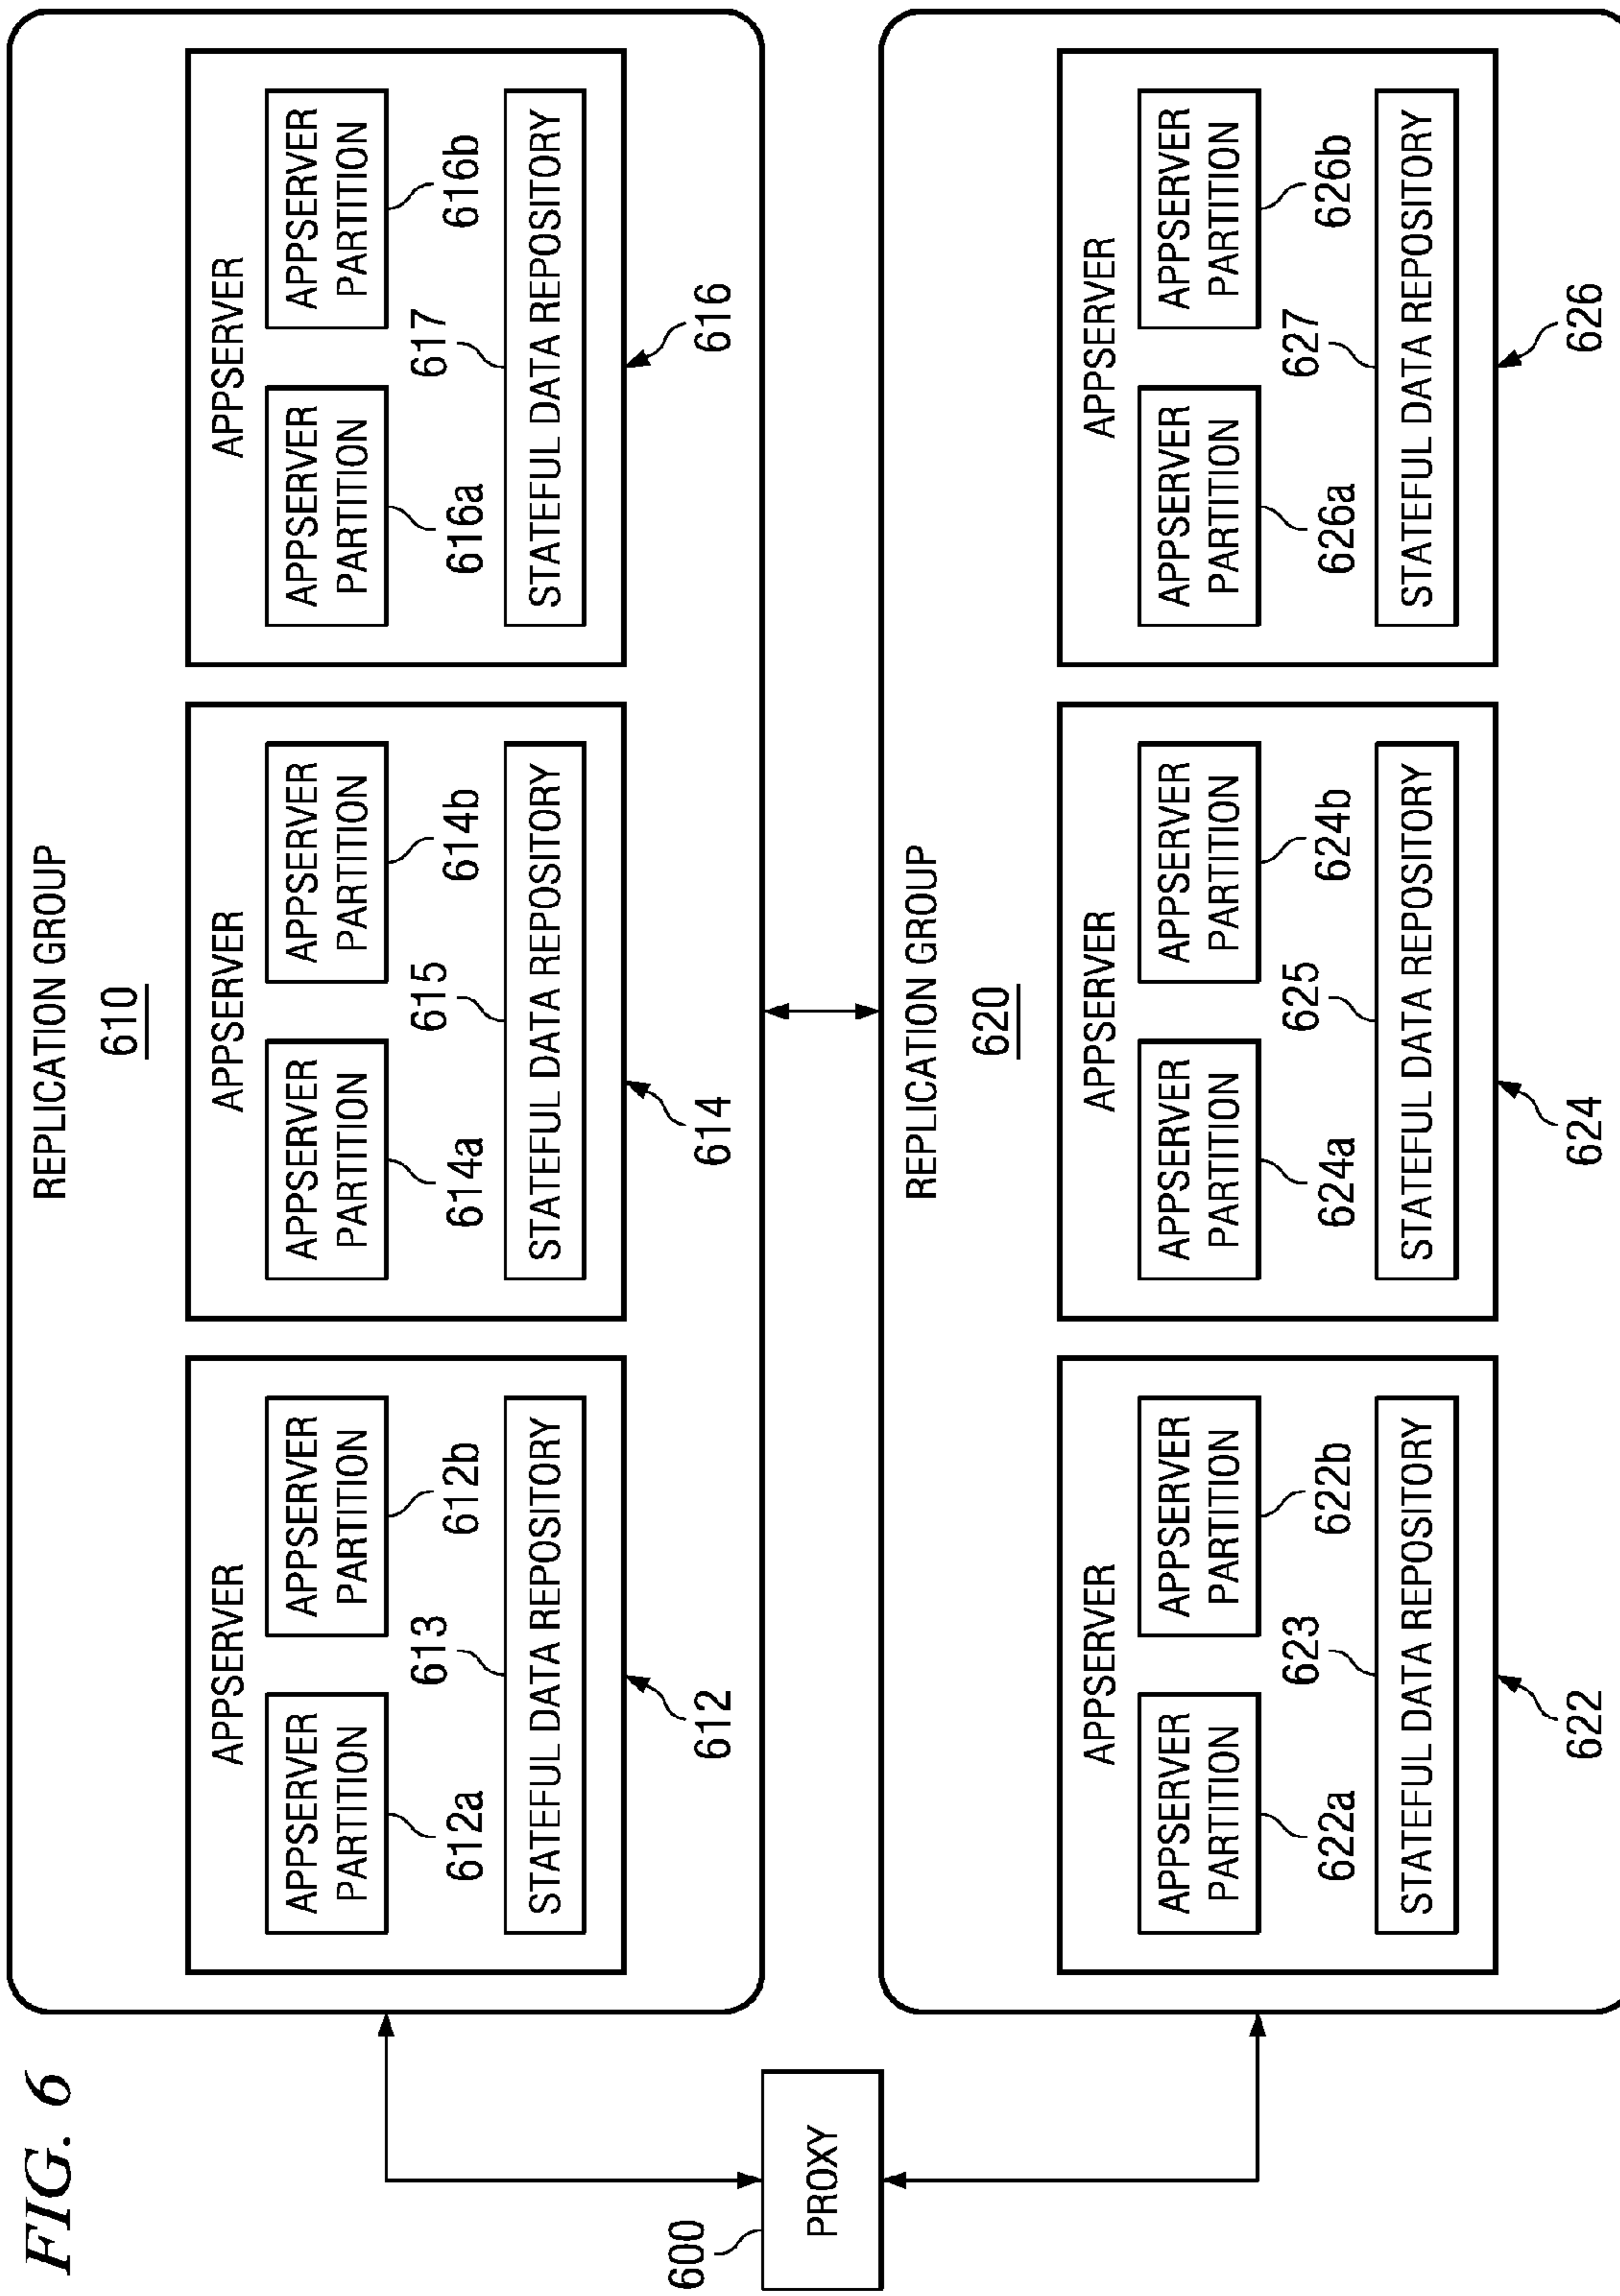 FIG. 6
REPLICATION GROUP
610
APPSERVER
APPSERVER
PARTITION
612a
APPSERVER
PARTITION
612b
613
STATEFUL DATA REPOSITORY
612
APPSERVER
APPSERVER
PARTITION
614a
APPSERVER
PARTITION
614b
615
STATEFUL DATA REPOSITORY
614
APPSERVER
APPSERVER
PARTITION
616a
APPSERVER
PARTITION
616b
617
STATEFUL DATA REPOSITORY
616
600
PROXY
REPLICATION GROUP
620
APPSERVER
APPSERVER
PARTITION
622a
APPSERVER
PARTITION
622b
623
STATEFUL DATA REPOSITORY
622
APPSERVER
APPSERVER
PARTITION
624a
APPSERVER
PARTITION
624b
625
STATEFUL DATA REPOSITORY
624
APPSERVER
APPSERVER
PARTITION
626a
APPSERVER
PARTITION
626b
627
STATEFUL DATA REPOSITORY
626